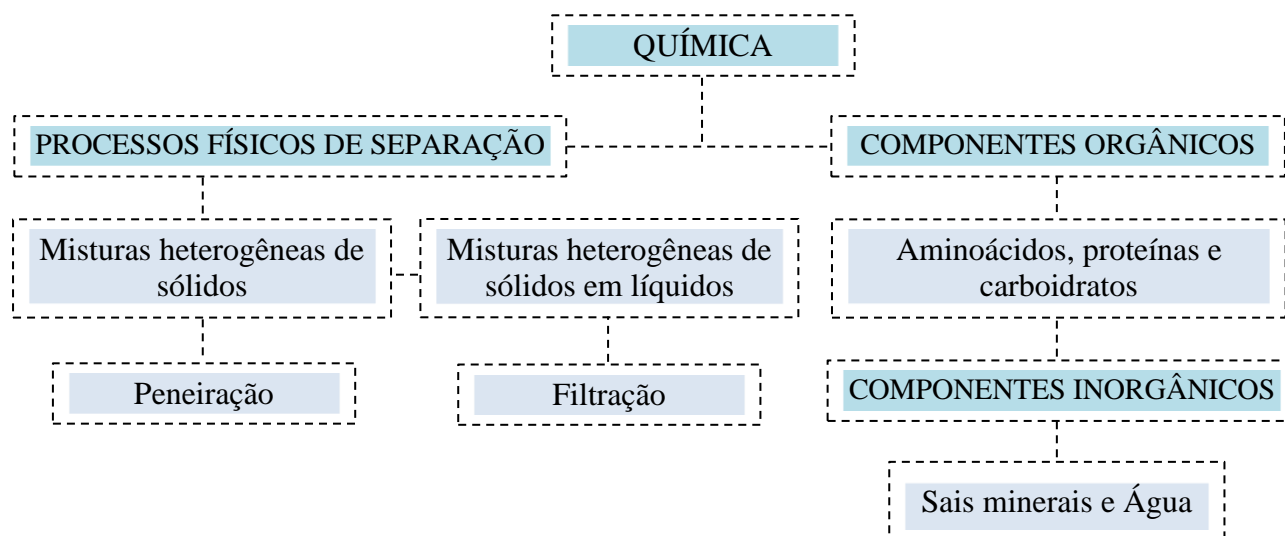 QUÍMICA
PROCESSOS FÍSICOS DE SEPARAÇÃO
COMPONENTES ORGÂNICOS
Misturas heterogêneas de
sólidos
Misturas heterogêneas de
sólidos em líquidos
Aminoácidos, proteínas e
carboidratos
Peneiração
Filtração
COMPONENTES INORGÂNICOS
Sais minerais e Água